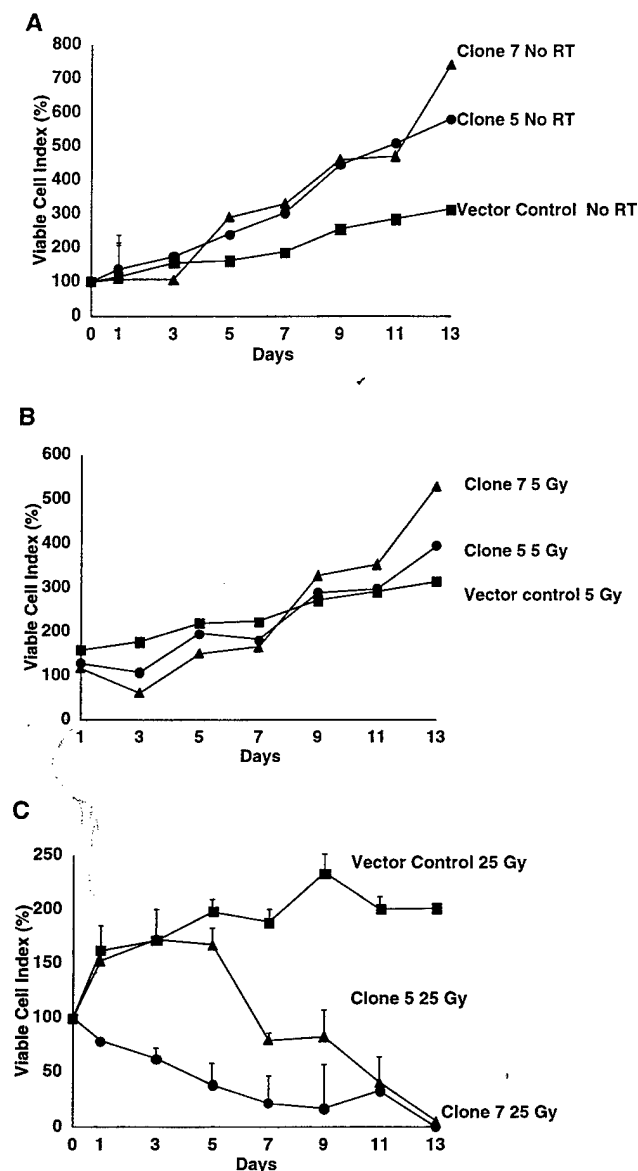 A
Viable Cell Index (%)
800
700
600
500
400
300
200
100
0
0 1 3 5 7 9 11 13
Days
Clone 7 No RT
Clone 5 No RT
Vector Control No RT
B
Viable Cell Index (%)
600
500
400
300
200
100
0
1 3 5 7 9 11 13
Days
Clone 7 5 Gy
Clone 5 5 Gy
Vector control 5 Gy
C
Viable Cell Index (%)
250
200
150
100
50
0
0 1 3 5 7 9 11 13
Days
Vector Control 25 Gy
Clone 5 25 Gy
Clone 7 25 Gy